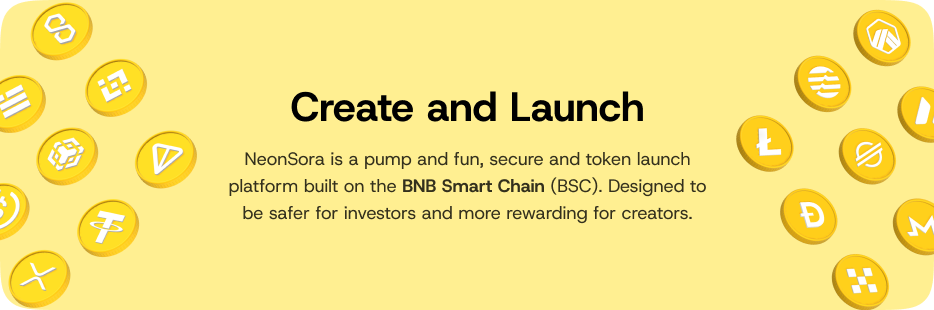 Create and Launch
NeonSora is a pump and fun, secure and token launch
platform built on the BNB Smart Chain (BSC). Designed to
be safer for investors and more rewarding for creators.